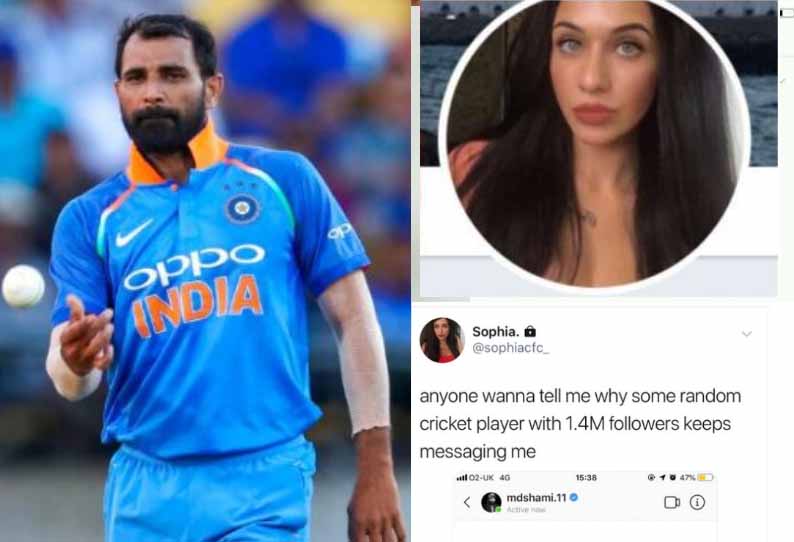 OPPO
INDIA
OP
Sophia.
@sophiacfc_
anyone wanna tell me why some random
cricket player with 1.4M followers keeps
messaging me
O2-UK 4G 15:38 47%
mdshami.11
Active now